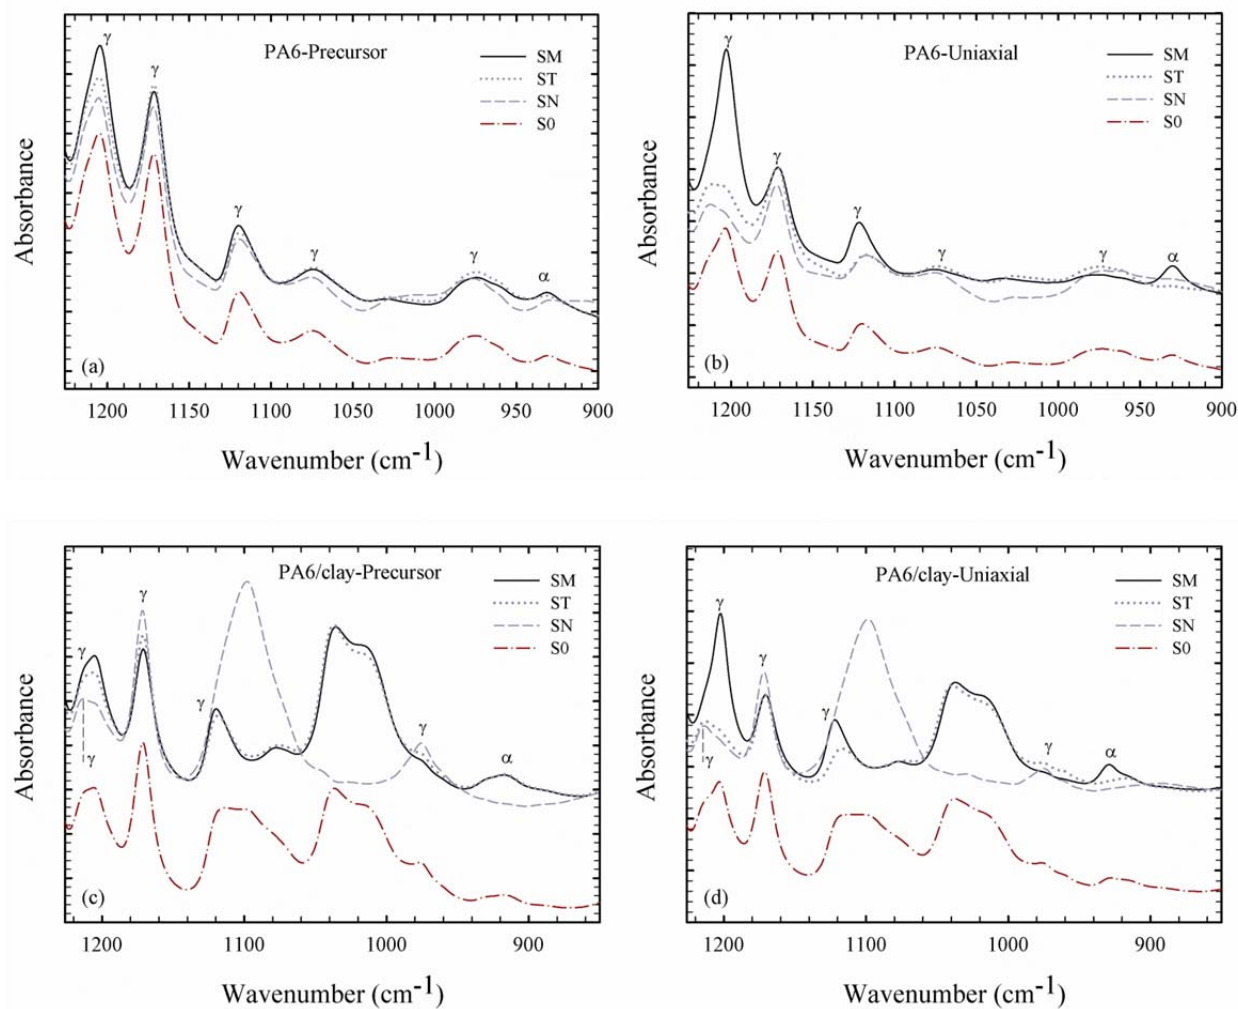 PA6-Precursor
γ
γ
γ
γ
γ
α
SM
ST
SN
S0
Absorbance
(a)
1200 1150 1100 1050 1000 950 900
Wavenumber (cm⁻¹)
PA6-Uniaxial
γ
γ
γ
γ
γ
α
SM
ST
SN
S0
Absorbance
(b)
1200 1150 1100 1050 1000 950 900
Wavenumber (cm⁻¹)
PA6/clay-Precursor
γ
γ
γ
γ
γ
α
SM
ST
SN
S0
Absorbance
(c)
1200 1100 1000 900
Wavenumber (cm⁻¹)
PA6/clay-Uniaxial
γ
γ
γ
γ
γ
α
SM
ST
SN
S0
Absorbance
(d)
1200 1100 1000 900
Wavenumber (cm⁻¹)